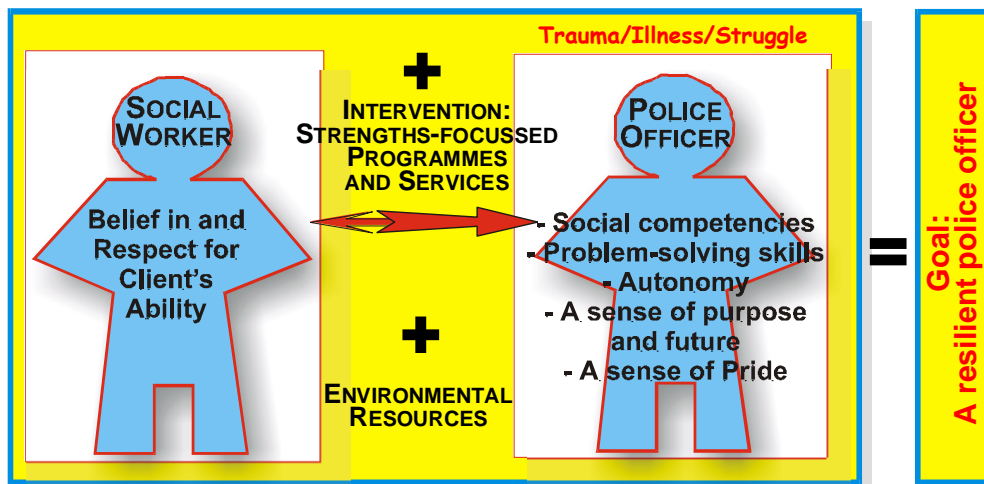 Trauma/Illness/Struggle
SOCIAL
WORKER
Belief in and
Respect for
Client's
Ability
+
INTERVENTION:
STRENGTHS-FOCUSSED
PROGRAMMES
AND SERVICES
+
ENVIRONMENTAL
RESOURCES
POLICE
OFFICER
- Social competencies
- Problem-solving skills
- Autonomy
- A sense of purpose
and future
- A sense of Pride
=
Goal:
A resilient police officer